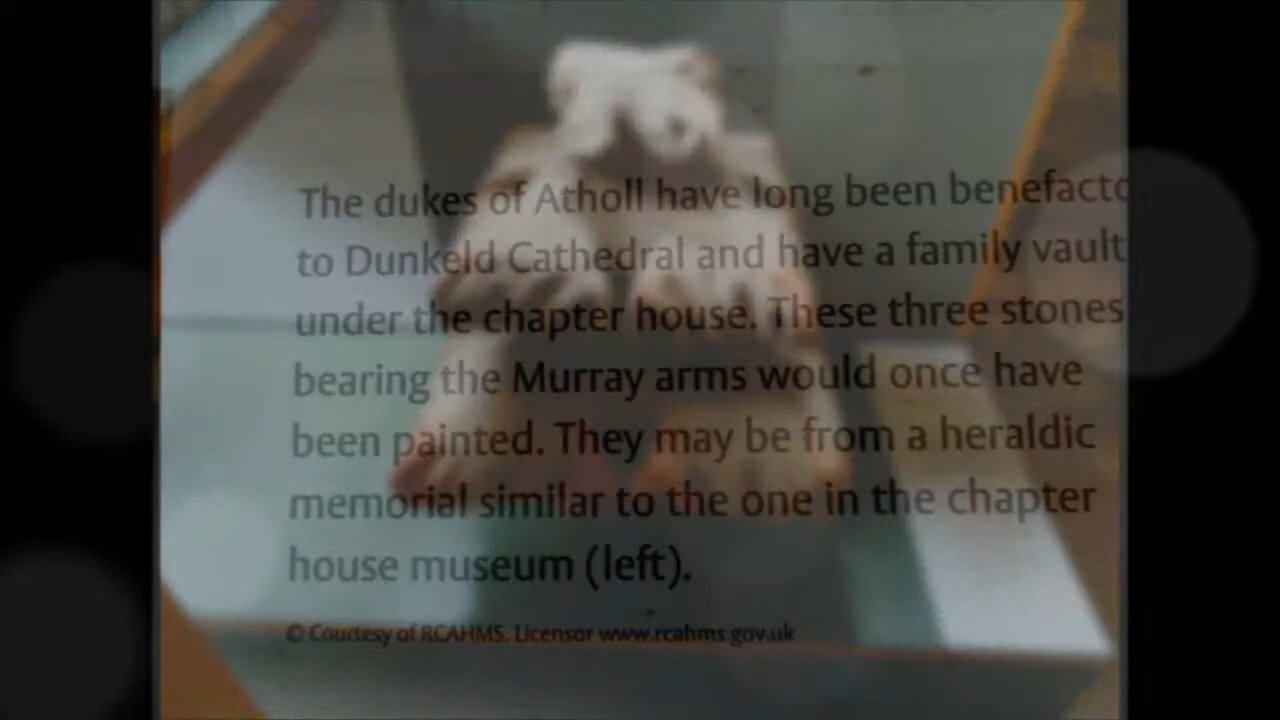 The dukes of Atholl have long been benefacto
to Dunkeld Cathedral and have a family vault
under the chapter house. These three stones
bearing the Murray arms would once have
been painted. They may be from a heraldic
memorial similar to the one in the chapter
house museum (left).
© Courtesy of RCAHMS. Licensor www.rcahms.gov.uk